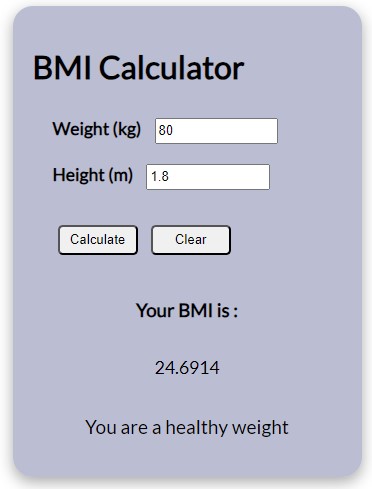 BMI Calculator
Weight (kg) 80
Height (m) 1.8
Calculate Clear
Your BMI is :
24.6914
You are a healthy weight